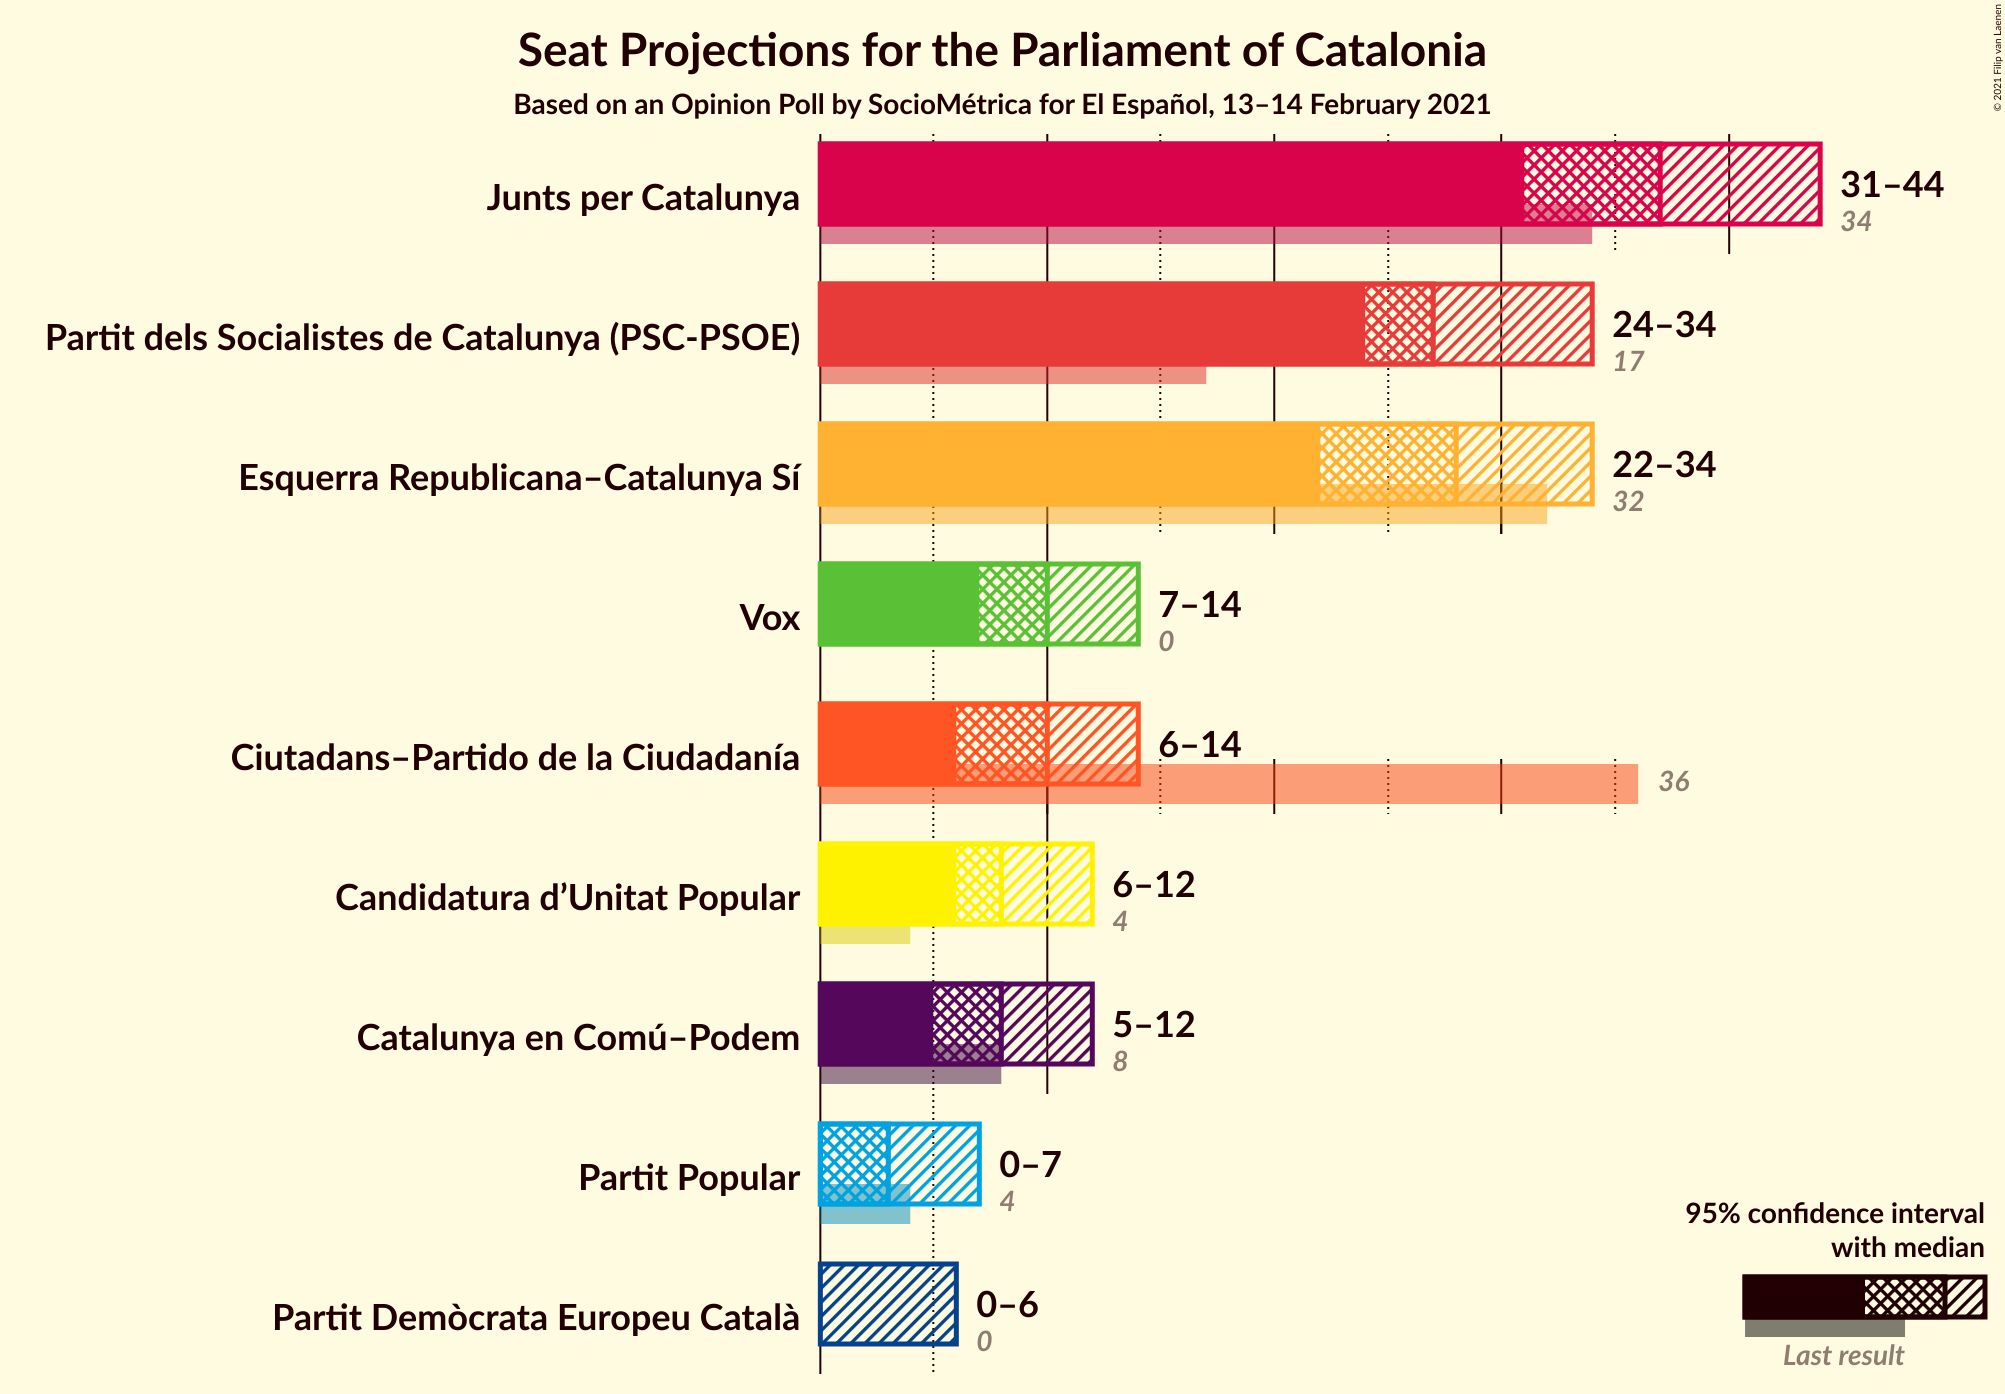 Seat Projections for the Parliament of Catalonia
Based on an Opinion Poll by SocioMétrica for El Español, 13–14 February 2021
© 2021 Filip van Laenen
Junts per Catalunya
31–44
34
Partit dels Socialistes de Catalunya (PSC-PSOE)
24–34
17
Esquerra Republicana–Catalunya Sí
22–34
32
Vox
7–14
0
Ciutadans–Partido de la Ciudadanía
6–14
36
Candidatura d’Unitat Popular
6–12
4
Catalunya en Comú–Podem
5–12
8
Partit Popular
0–7
4
Partit Demòcrata Europeu Català
0–6
0
95% confidence interval
with median
Last result